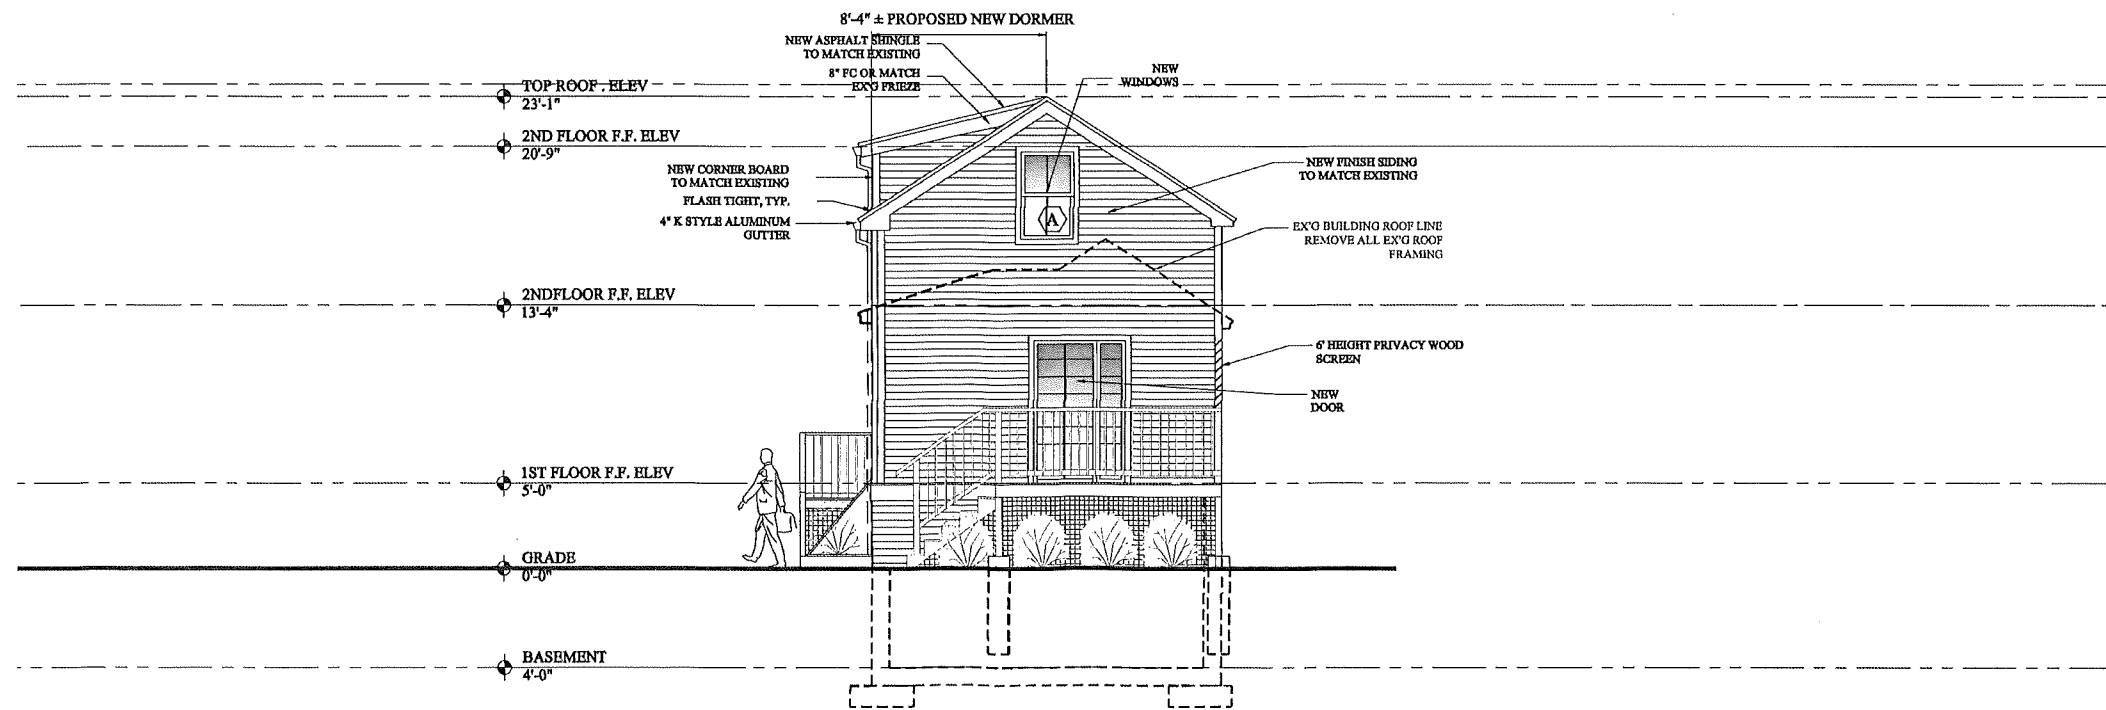 8'-4" ± PROPOSED NEW DORMER
NEW ASPHALT SHINGLE
TO MATCH EXISTING
8" FC OR MATCH
EX'G FRIEZE
NEW
WINDOWS
TOP ROOF . ELEV
23'-1"
2ND FLOOR F.F. ELEV
20'-9"
NEW CORNER BOARD
TO MATCH EXISTING
FLASH TIGHT, TYP.
4" K STYLE ALUMINUM
GUTTER
NEW FINISH SIDING
TO MATCH EXISTING
A
EX'G BUILDING ROOF LINE
REMOVE ALL EX'G ROOF
FRAMING
2NDFLOOR F.F. ELEV
13'-4"
6' HEIGHT PRIVACY WOOD
SCREEN
NEW
DOOR
1ST FLOOR F.F. ELEV
5'-0"
GRADE
0'-0"
BASEMENT
4'-0"